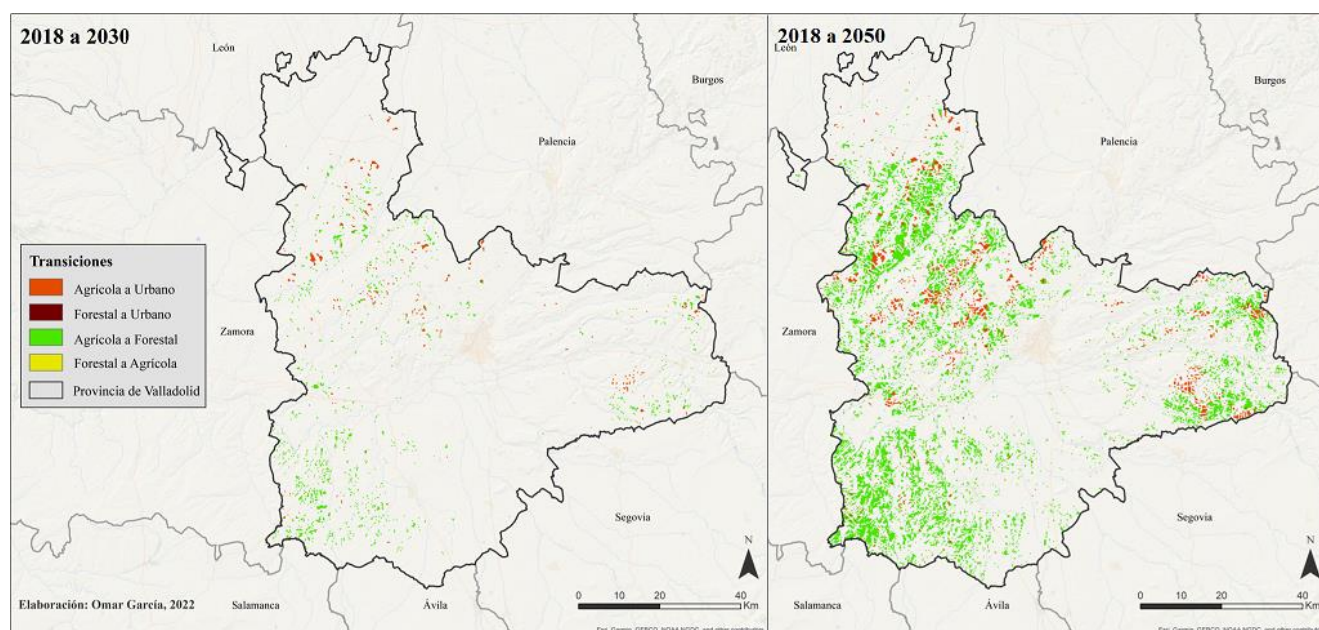 2018 a 2030
León
Burgos
Palencia
Transiciones
Agrícola a Urbano
Forestal a Urbano
Agrícola a Forestal
Forestal a Agrícola
Provincia de Valladolid
Zamora
Segovia
N
Elaboración: Omar García, 2022
Salamanca
Ávila
0
10
20
40
Km
2018 a 2050
León
Burgos
Palencia
Zamora
Segovia
N
Salamanca
Ávila
0
10
20
40
Km